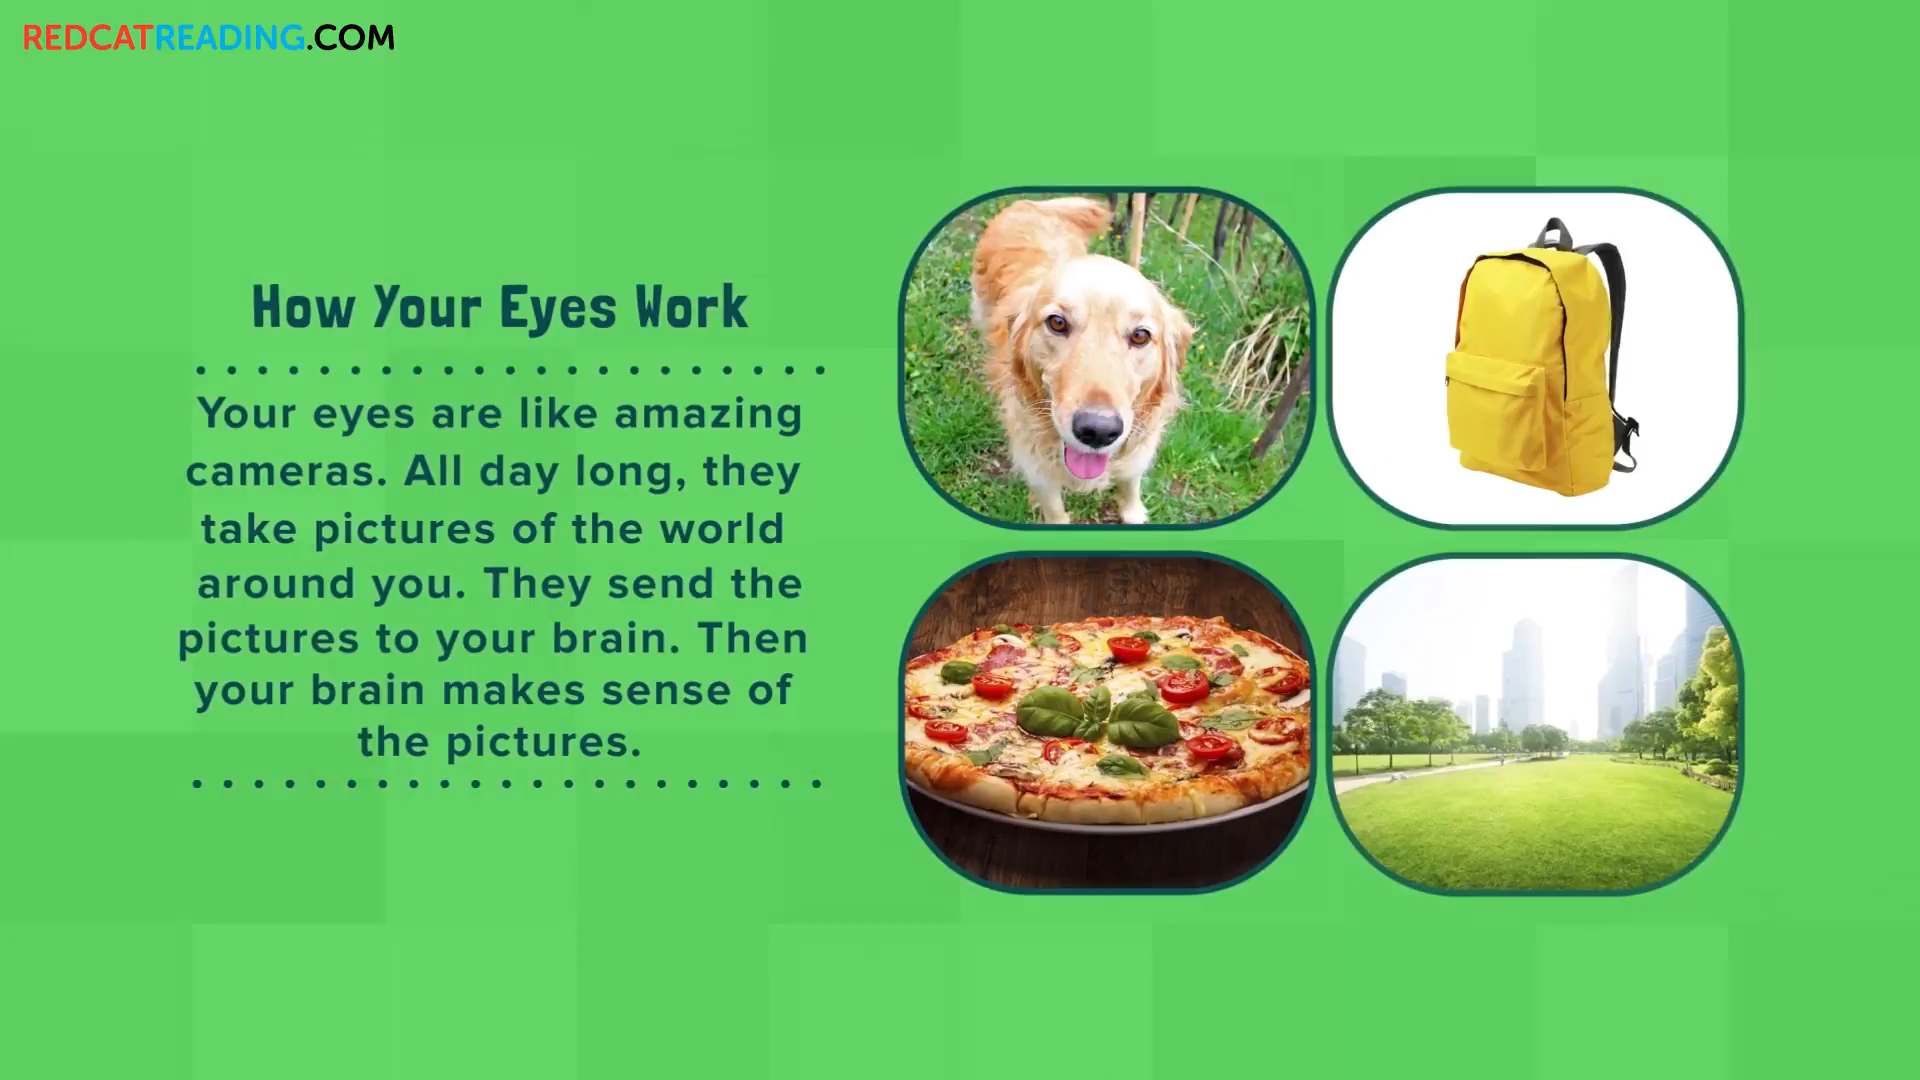 REDCATREADING.COM
How Your Eyes Work
Your eyes are like amazing
cameras. All day long, they
take pictures of the world
around you. They send the
pictures to your brain. Then
your brain makes sense of
the pictures.